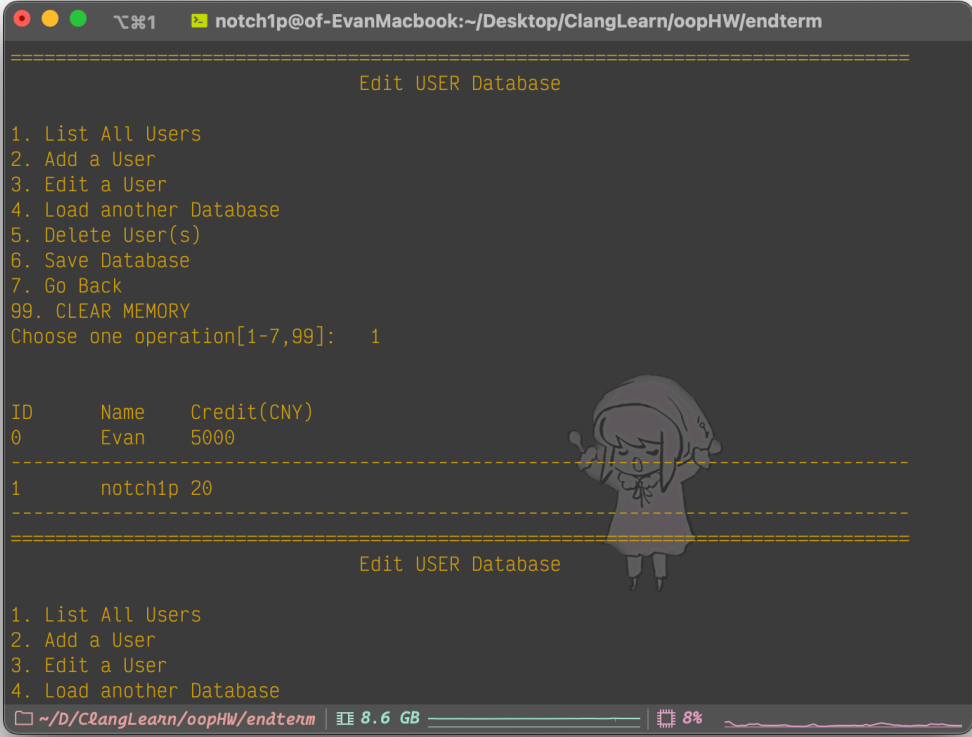 ⌥⌘1 notch1p@of-EvanMacbook:~/Desktop/ClangLearn/oopHW/endterm
================================================================================
Edit USER Database
1. List All Users
2. Add a User
3. Edit a User
4. Load another Database
5. Delete User(s)
6. Save Database
7. Go Back
99. CLEAR MEMORY
Choose one operation[1-7,99]: 1
ID Name Credit(CNY)
0 Evan 5000
--------------------------------------------------------------------------------
1 notch1p 20
--------------------------------------------------------------------------------
================================================================================
Edit USER Database
1. List All Users
2. Add a User
3. Edit a User
4. Load another Database
~/D/ClangLearn/oopHW/endterm 8.6 GB 8%